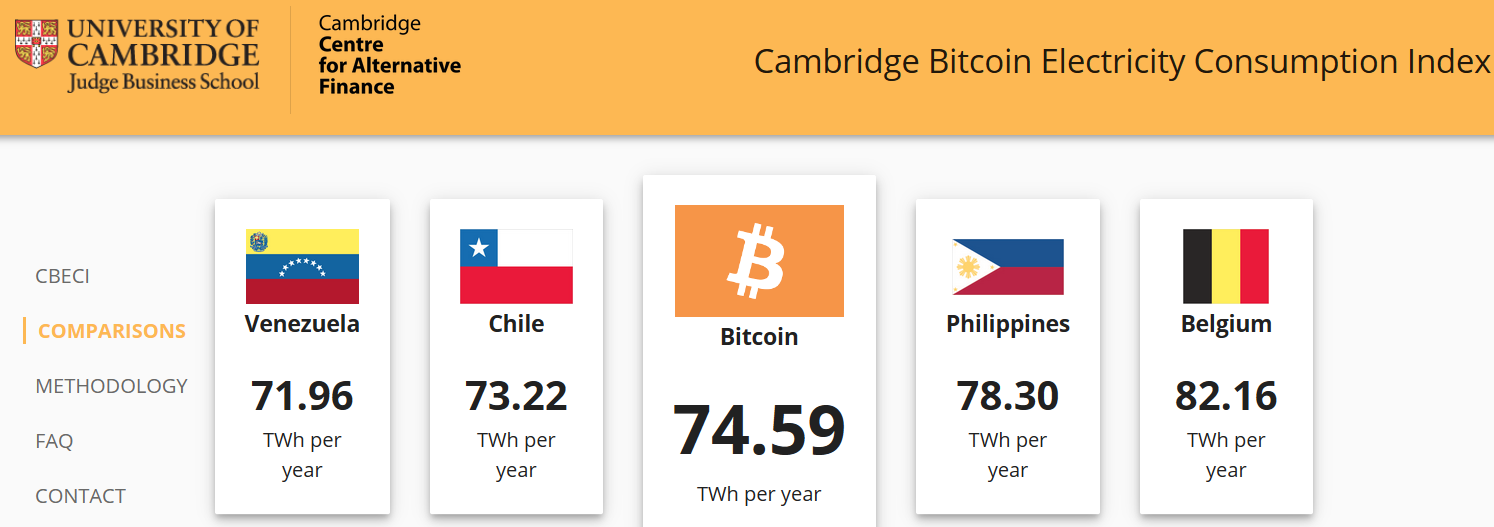 UNIVERSITY OF
CAMBRIDGE
Judge Business School
Cambridge
Centre
for Alternative
Finance
Cambridge Bitcoin Electricity Consumption Index
CBECI
COMPARISONS
METHODOLOGY
FAQ
CONTACT
Venezuela
71.96
TWh per
year
Chile
73.22
TWh per
year
Bitcoin
74.59
TWh per year
Philippines
78.30
TWh per
year
Belgium
82.16
TWh per
year